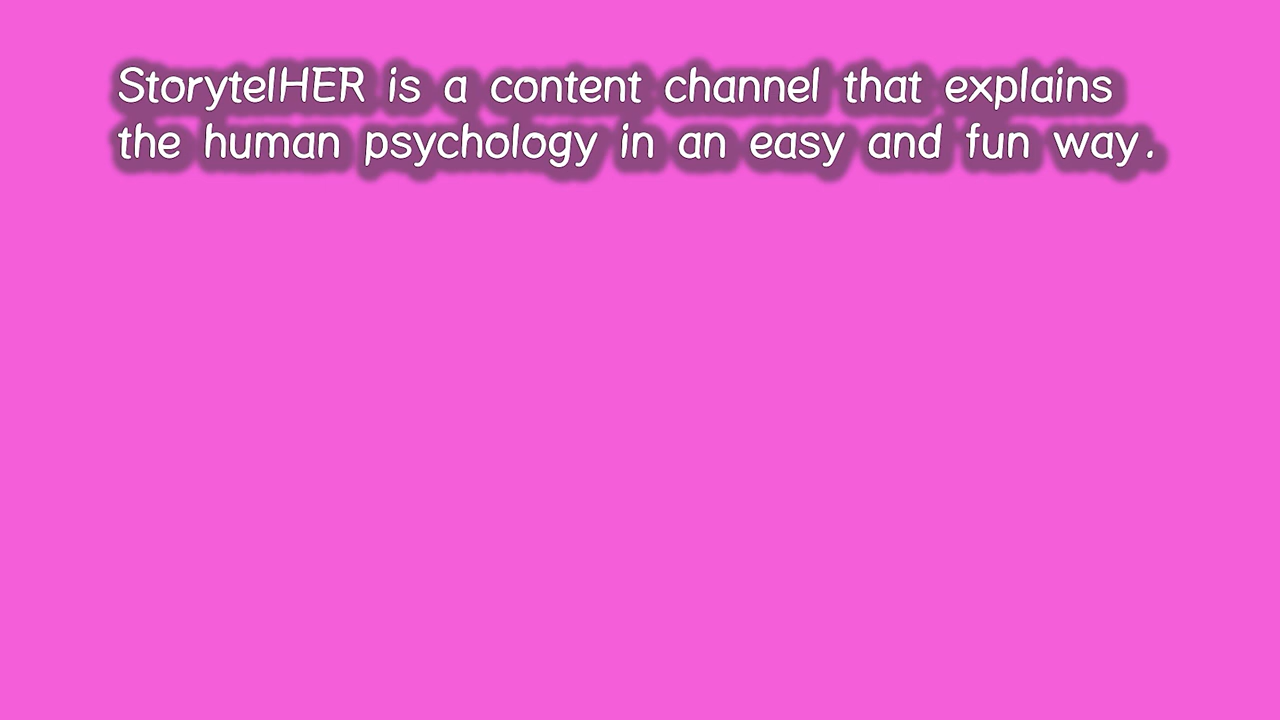 StorytelHER is a content channel that explains
the human psychology in an easy and fun way.